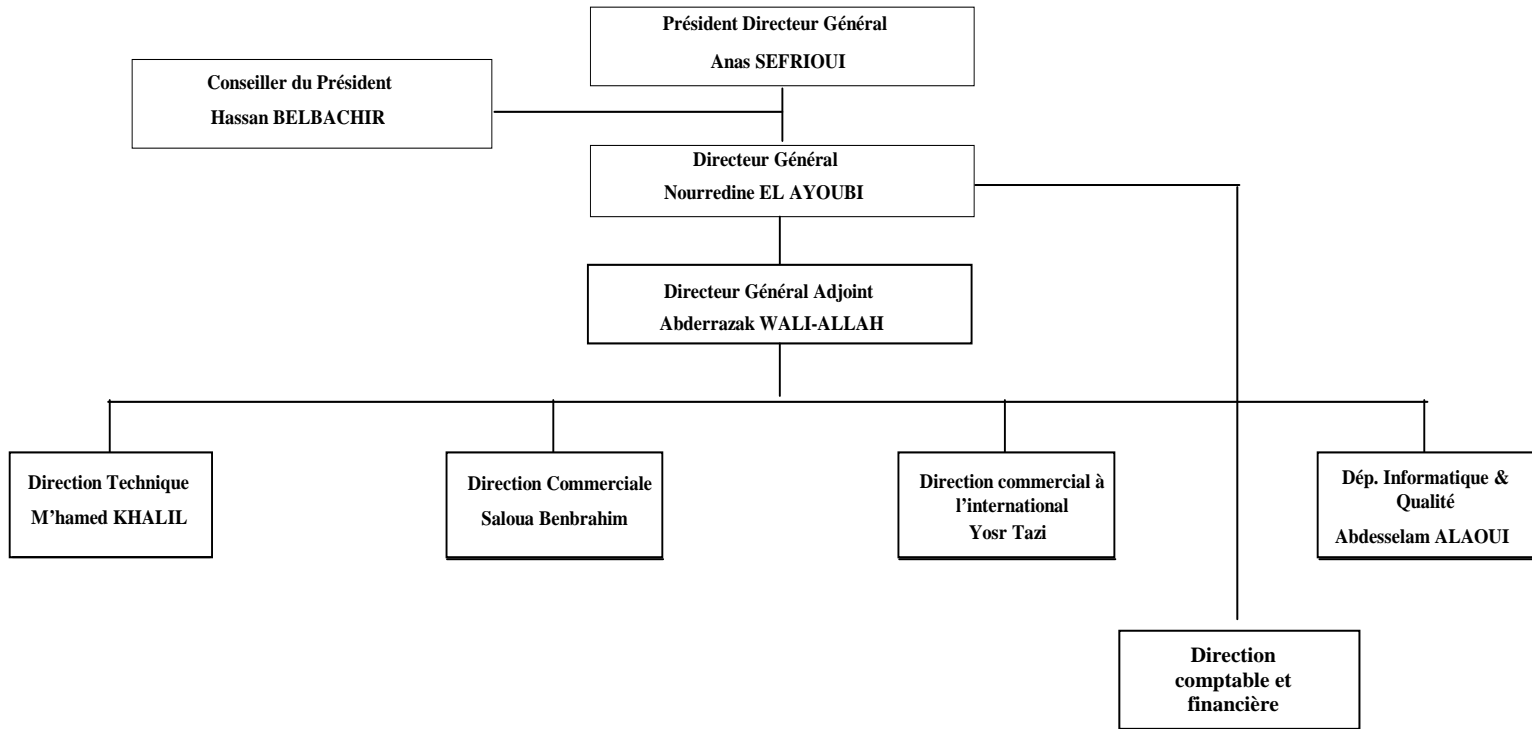 Président Directeur Général
Anas SEFRIOUI
Conseiller du Président
Hassan BELBACHIR
Directeur Général
Nourredine EL AYOUBI
Directeur Général Adjoint
Abderrazak WALI-ALLAH
Direction Technique
M’hamed KHALIL
Direction Commerciale
Saloua Benbrahim
Direction commercial à
l’international
Yosr Tazi
Dép. Informatique &
Qualité
Abdesselam ALAOUI
Direction
comptable et
financière